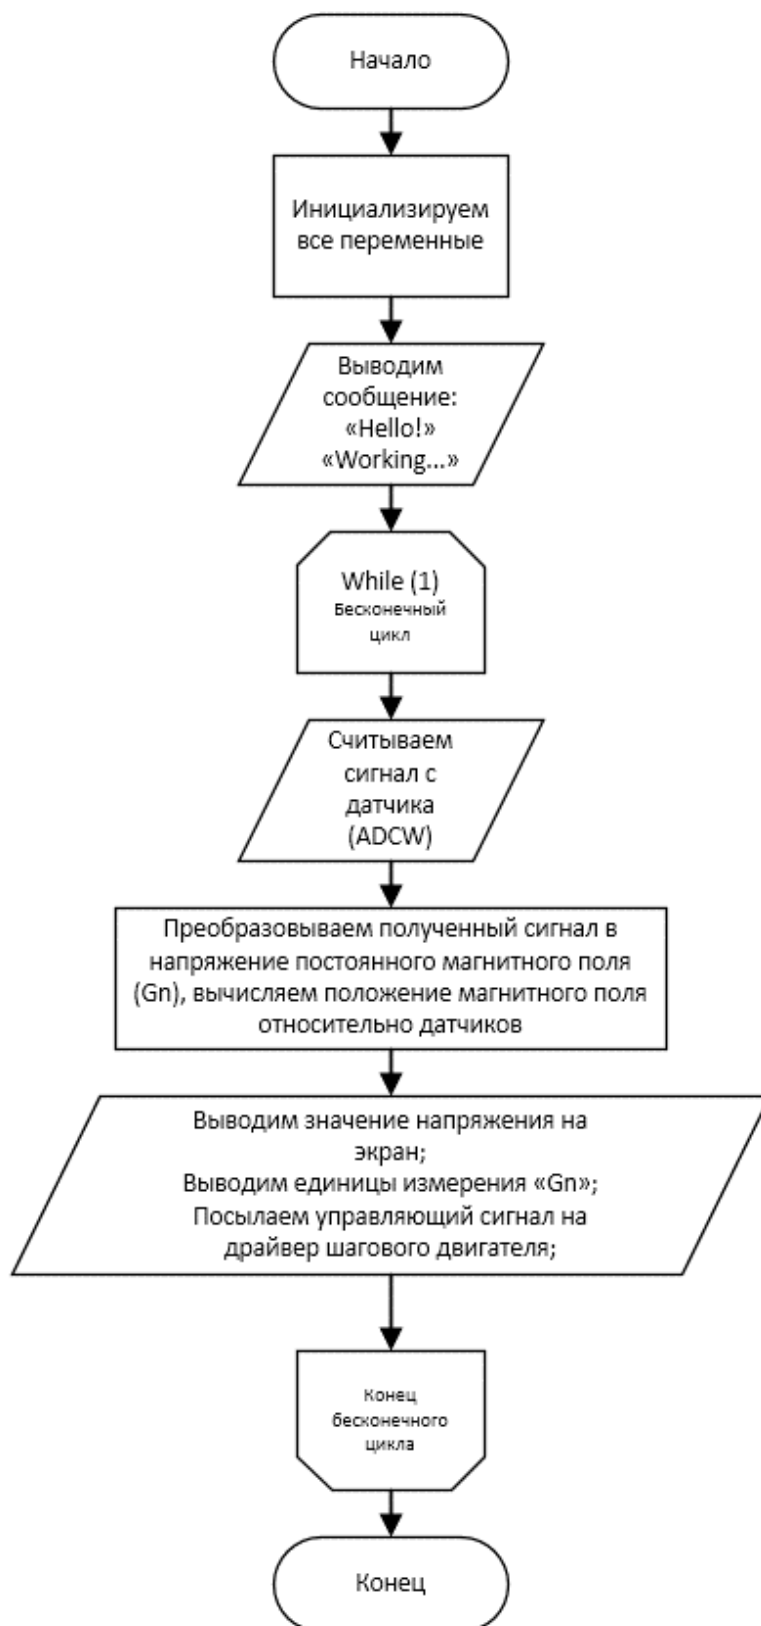 Начало
Инициализируем
все переменные
Выводим
сообщение:
«Hello!»
«Working...»
While (1)
Бесконечный
цикл
Считываем
сигнал с
датчика
(ADCW)
Преобразовываем полученный сигнал в
напряжение постоянного магнитного поля
(Gn), вычисляем положение магнитного поля
относительно датчиков
Выводим значение напряжения на
экран;
Выводим единицы измерения «Gn»;
Посылаем управляющий сигнал на
драйвер шагового двигателя;
Конец
бесконечного
цикла
Конец